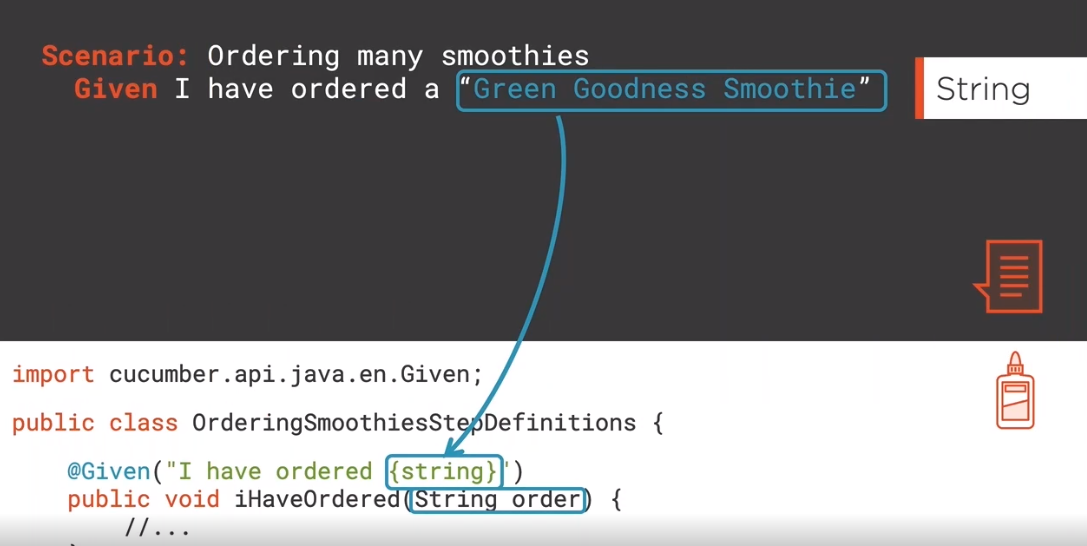 Scenario: Ordering many smoothies
Given I have ordered a “Green Goodness Smoothie”
String
import cucumber.api.java.en.Given;
public class OrderingSmoothiesStepDefinitions {
@Given("I have ordered {string}")
public void iHaveOrdered(String order) {
//...